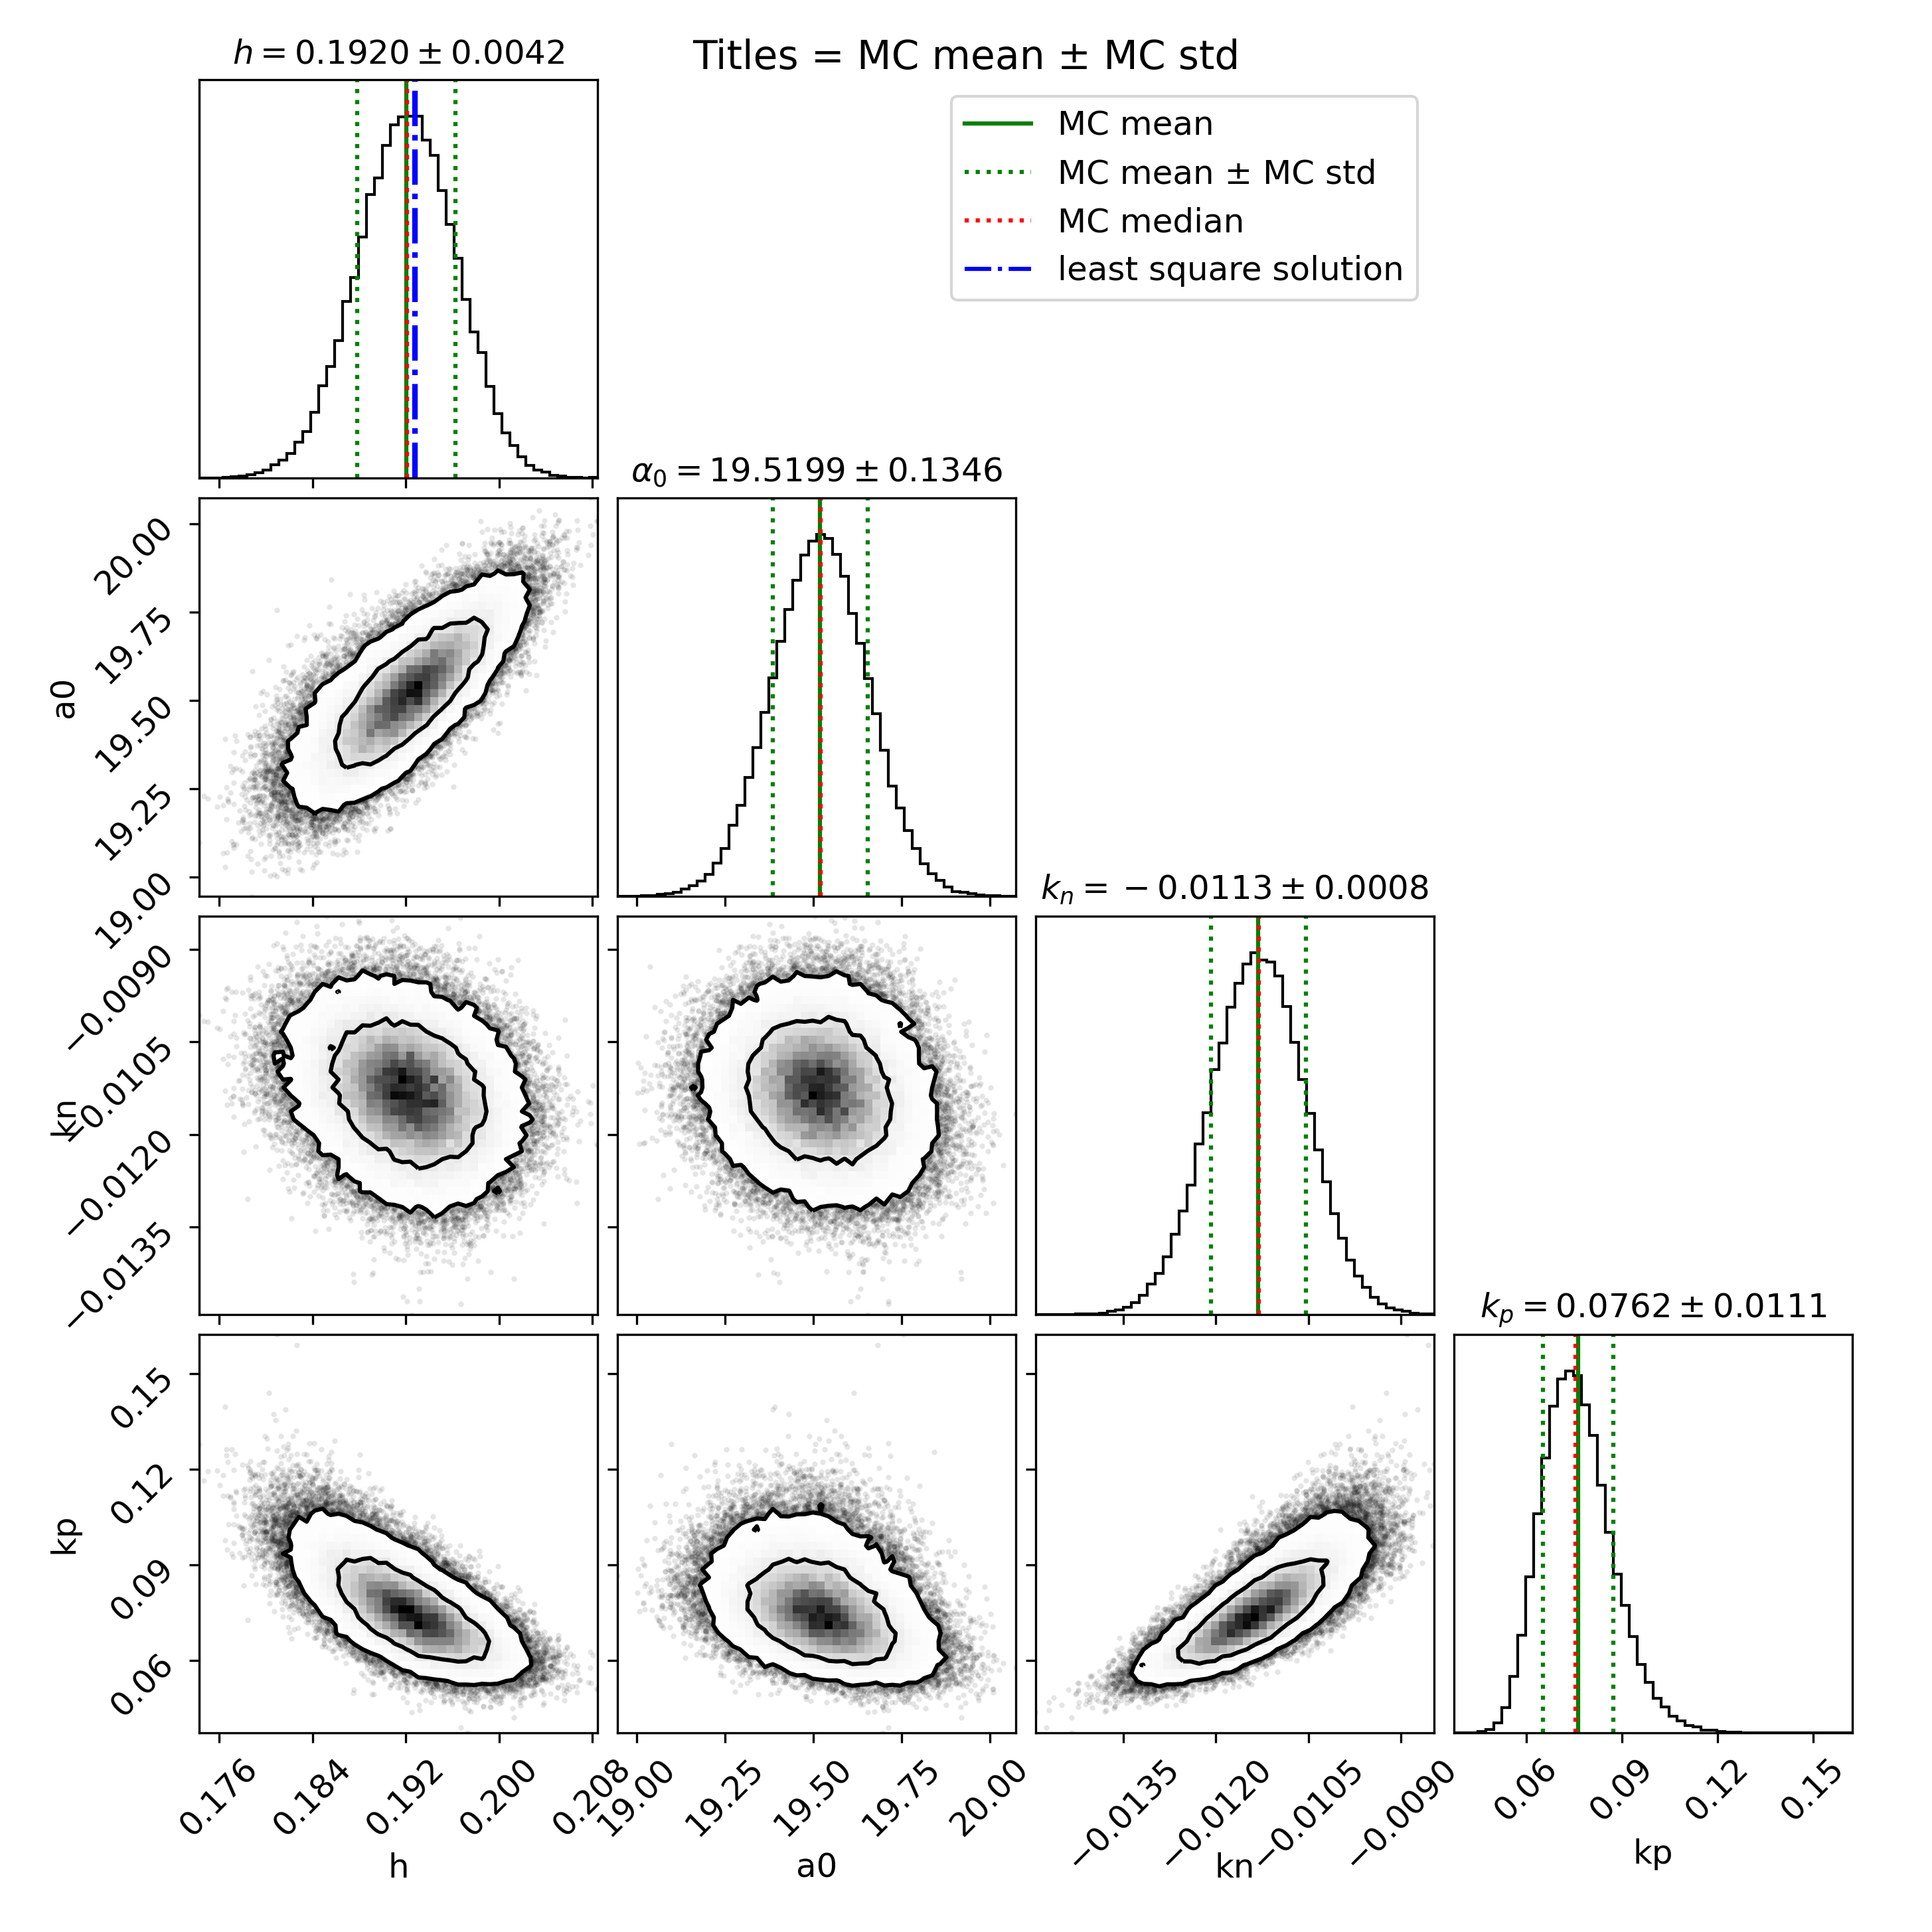 h = 0.1920 ± 0.0042
Titles = MC mean ± MC std
MC mean
MC mean ± MC std
MC median
least square solution
α₀ = 19.5199 ± 0.1346
20.00
19.75
19.50
19.25
19.00
a0
kₙ = −0.0113 ± 0.0008
−0.0090
−0.0105
−0.0120
−0.0135
kn
kₚ = 0.0762 ± 0.0111
0.15
0.12
0.09
0.06
kp
0.176
0.184
0.192
0.200
0.208
19.00
19.25
19.50
19.75
20.00
−0.0135
−0.0120
−0.0105
−0.0090
0.06
0.09
0.12
0.15
h
a0
kn
kp